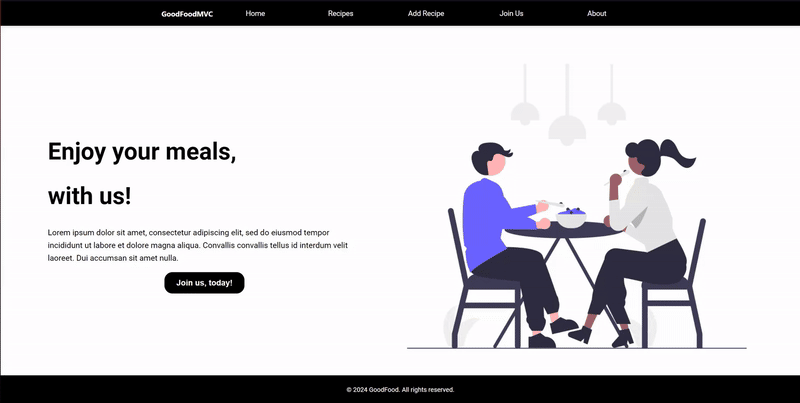 GoodFoodMVC Home Recipes Add Recipe Join Us About
Enjoy your meals,
with us!
Lorem ipsum dolor sit amet, consectetur adipiscing elit, sed do eiusmod tempor
incididunt ut labore et dolore magna aliqua. Convallis convallis tellus id interdum velit
laoreet. Dui accumsan sit amet nulla.
Join us, today!
© 2024 GoodFood. All rights reserved.